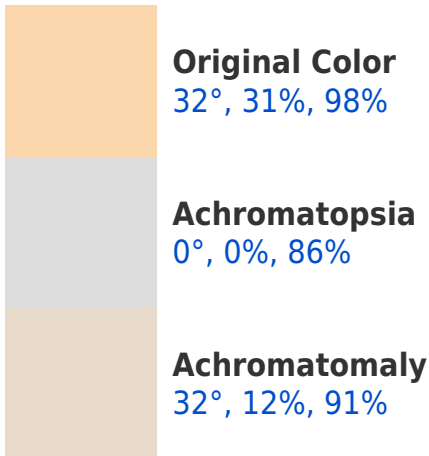 Original Color
32°, 31%, 98%
Achromatopsia
0°, 0%, 86%
Achromatomaly
32°, 12%, 91%